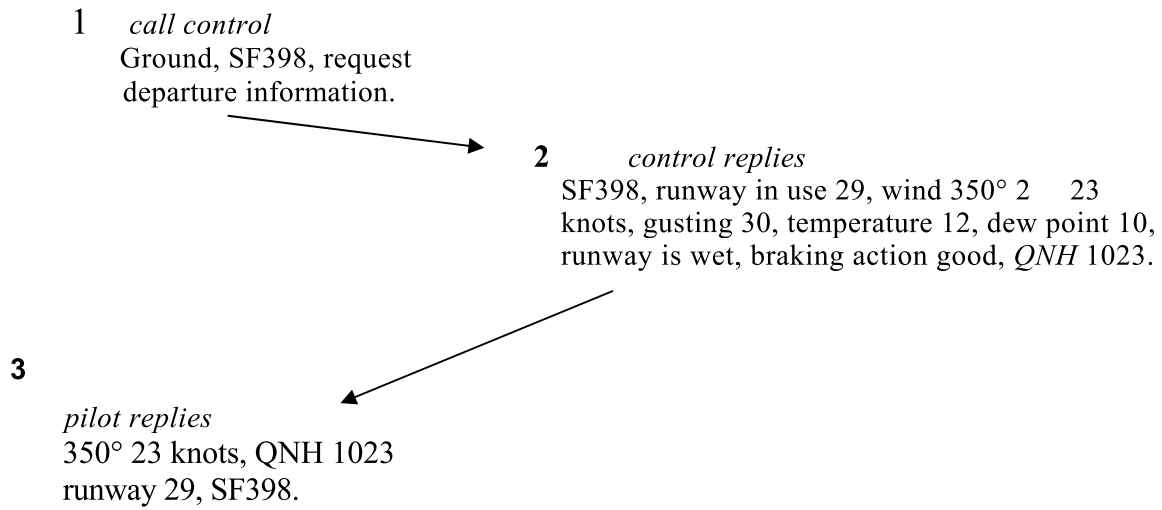 1 call control
Ground, SF398, request
departure information.
2 control replies
SF398, runway in use 29, wind 350° 2 23
knots, gusting 30, temperature 12, dew point 10,
runway is wet, braking action good, QNH 1023.
3
pilot replies
350° 23 knots, QNH 1023
runway 29, SF398.